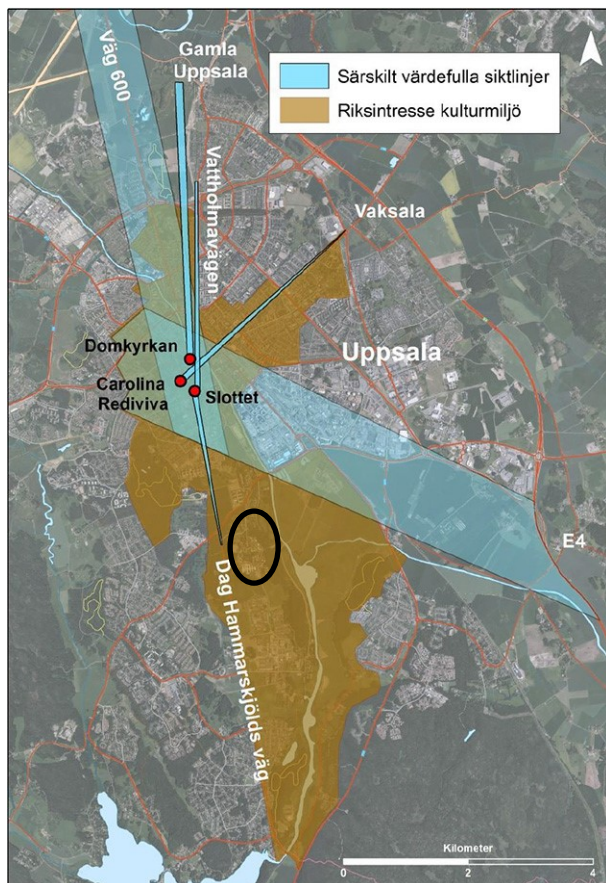 Väg 600
Gamla
Uppsala
Särskilt värdefulla siktlinjer
Riksintresse kulturmiljö
Vattholmavägen
Vaksala
Domkyrkan
Uppsala
Carolina
Rediviva
Slottet
E4
Dag Hammarskjölds väg
Kilometer
0
2
4